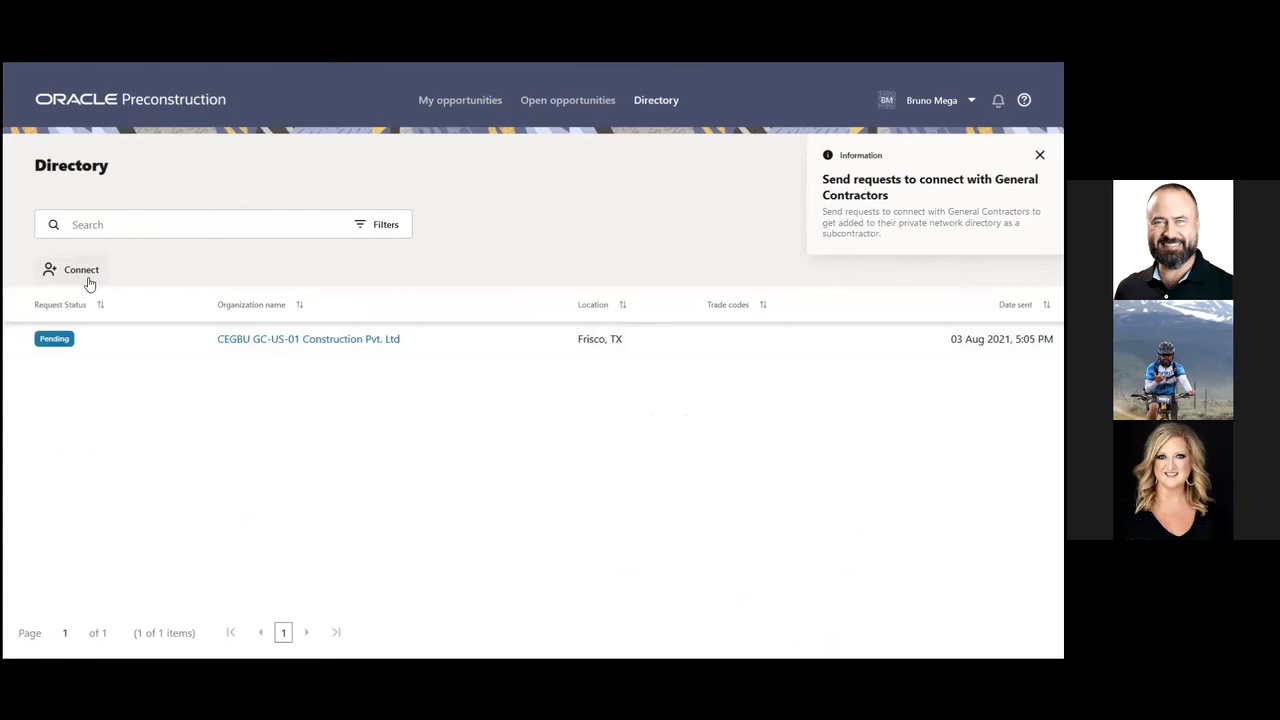 ORACLE Preconstruction
My opportunities Open opportunities Directory
BM Bruno Mega
Directory
Information
Send requests to connect with General
Contractors
Send requests to connect with General Contractors to
get added to their private network directory as a
subcontractor.
Search Filters
Connect
Request Status Organization name Location Trade codes Date sent
Pending CEGBU GC-US-01 Construction Pvt. Ltd Frisco, TX 03 Aug 2021, 5:05 PM
Page 1 of 1 (1 of 1 items) 1